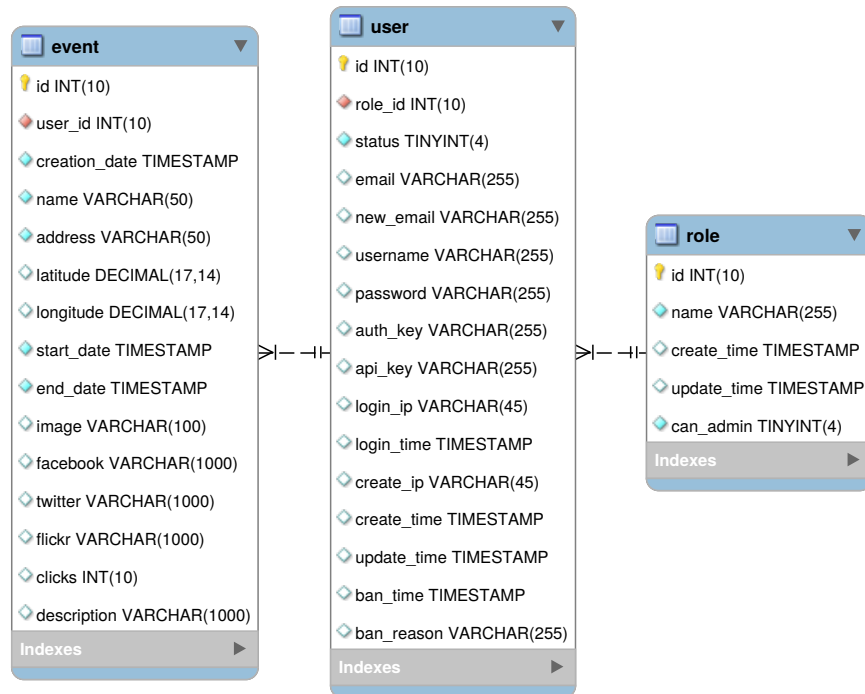 event
id INT(10)
user_id INT(10)
creation_date TIMESTAMP
name VARCHAR(50)
address VARCHAR(50)
latitude DECIMAL(17,14)
longitude DECIMAL(17,14)
start_date TIMESTAMP
end_date TIMESTAMP
image VARCHAR(100)
facebook VARCHAR(1000)
twitter VARCHAR(1000)
flickr VARCHAR(1000)
clicks INT(10)
description VARCHAR(1000)
Indexes
user
id INT(10)
role_id INT(10)
status TINYINT(4)
email VARCHAR(255)
new_email VARCHAR(255)
username VARCHAR(255)
password VARCHAR(255)
auth_key VARCHAR(255)
api_key VARCHAR(255)
login_ip VARCHAR(45)
login_time TIMESTAMP
create_ip VARCHAR(45)
create_time TIMESTAMP
update_time TIMESTAMP
ban_time TIMESTAMP
ban_reason VARCHAR(255)
Indexes
role
id INT(10)
name VARCHAR(255)
create_time TIMESTAMP
update_time TIMESTAMP
can_admin TINYINT(4)
Indexes